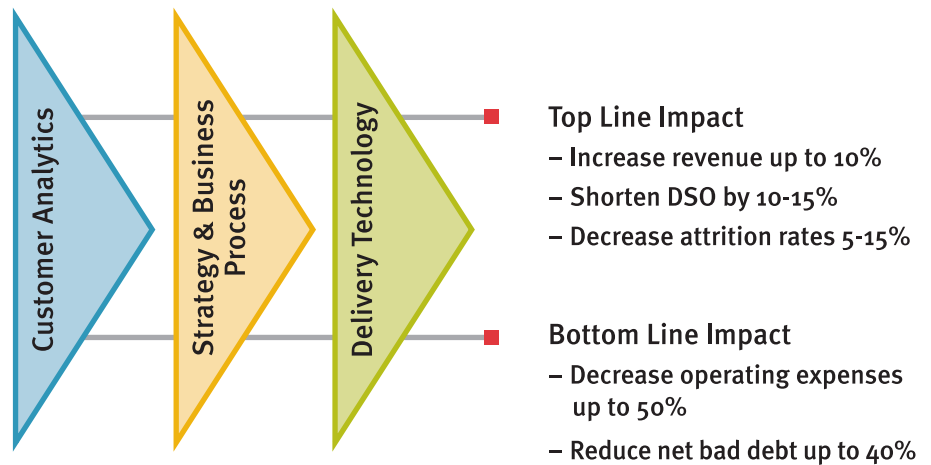 Customer Analytics
Strategy & Business
Process
Delivery Technology
Top Line Impact
– Increase revenue up to 10%
– Shorten DSO by 10-15%
– Decrease attrition rates 5-15%
Bottom Line Impact
– Decrease operating expenses
up to 50%
– Reduce net bad debt up to 40%